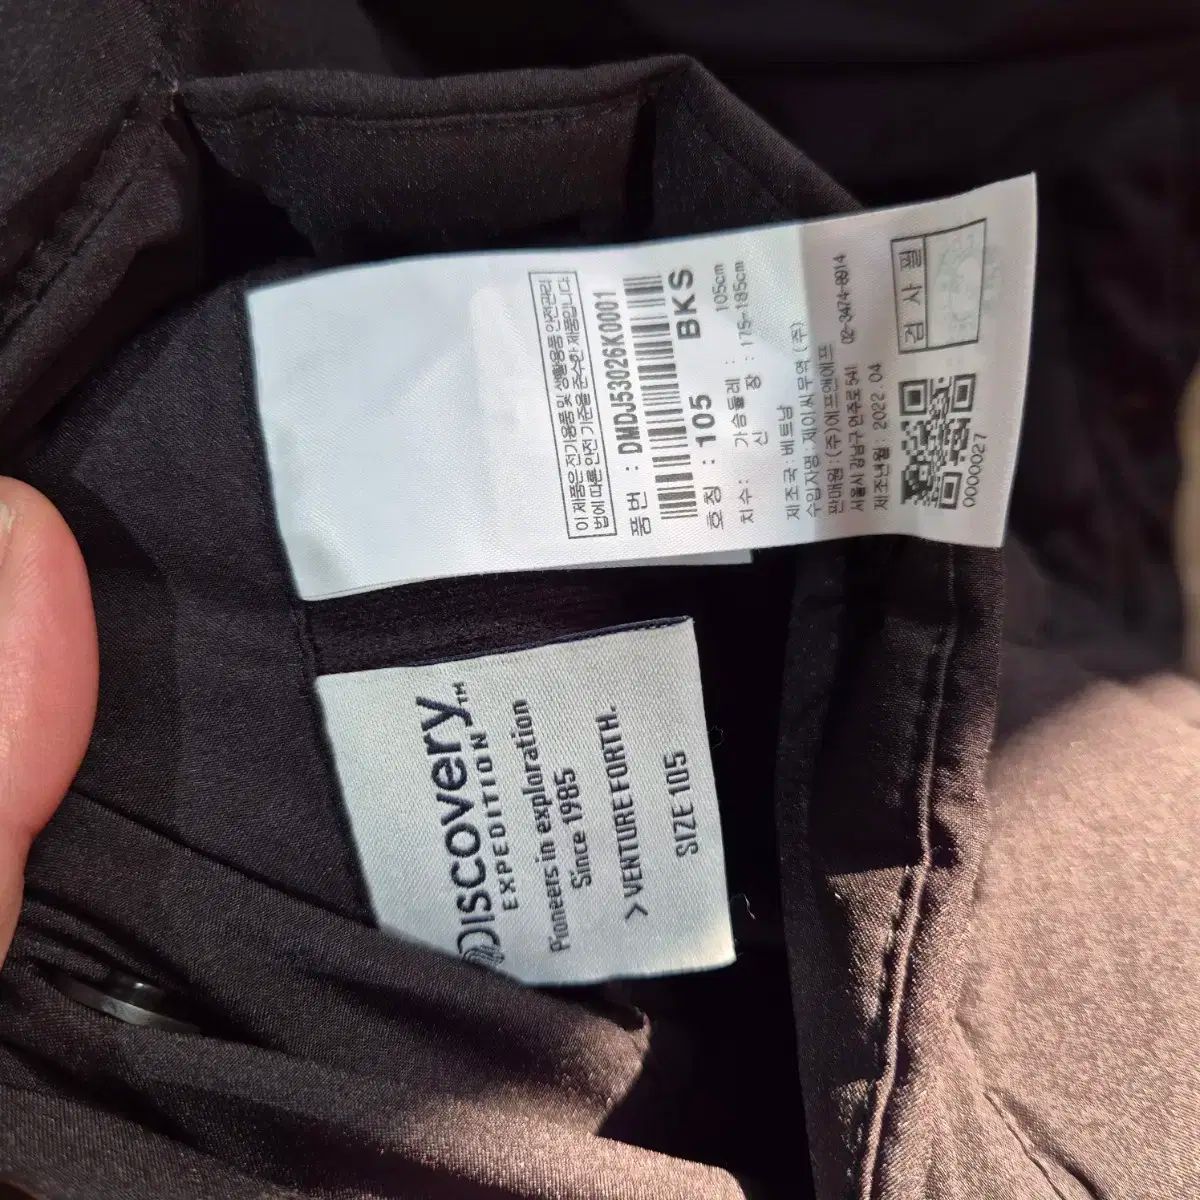 이 제품은 전기용품 및 생활용품 안전관리
법에 따른 안전 기준을 준수한 제품입니다.
품번 : DMDJ53026K0001
호칭 : 105 BKS
치수 : 가슴둘레 : 105cm
신 장 : 175~185cm
제조국 : 베트남
수입자명 : 제이씨무역 (주)
판매원 : (주)에프앤에프
서울시 강남구 언주로 541 02-3474-8914
제조년월 : 2022.04
검사필
0000027
DISCOVERY™
EXPEDITION
Pioneers in exploration
Since 1985
>VENTURE FORTH.
SIZE 105